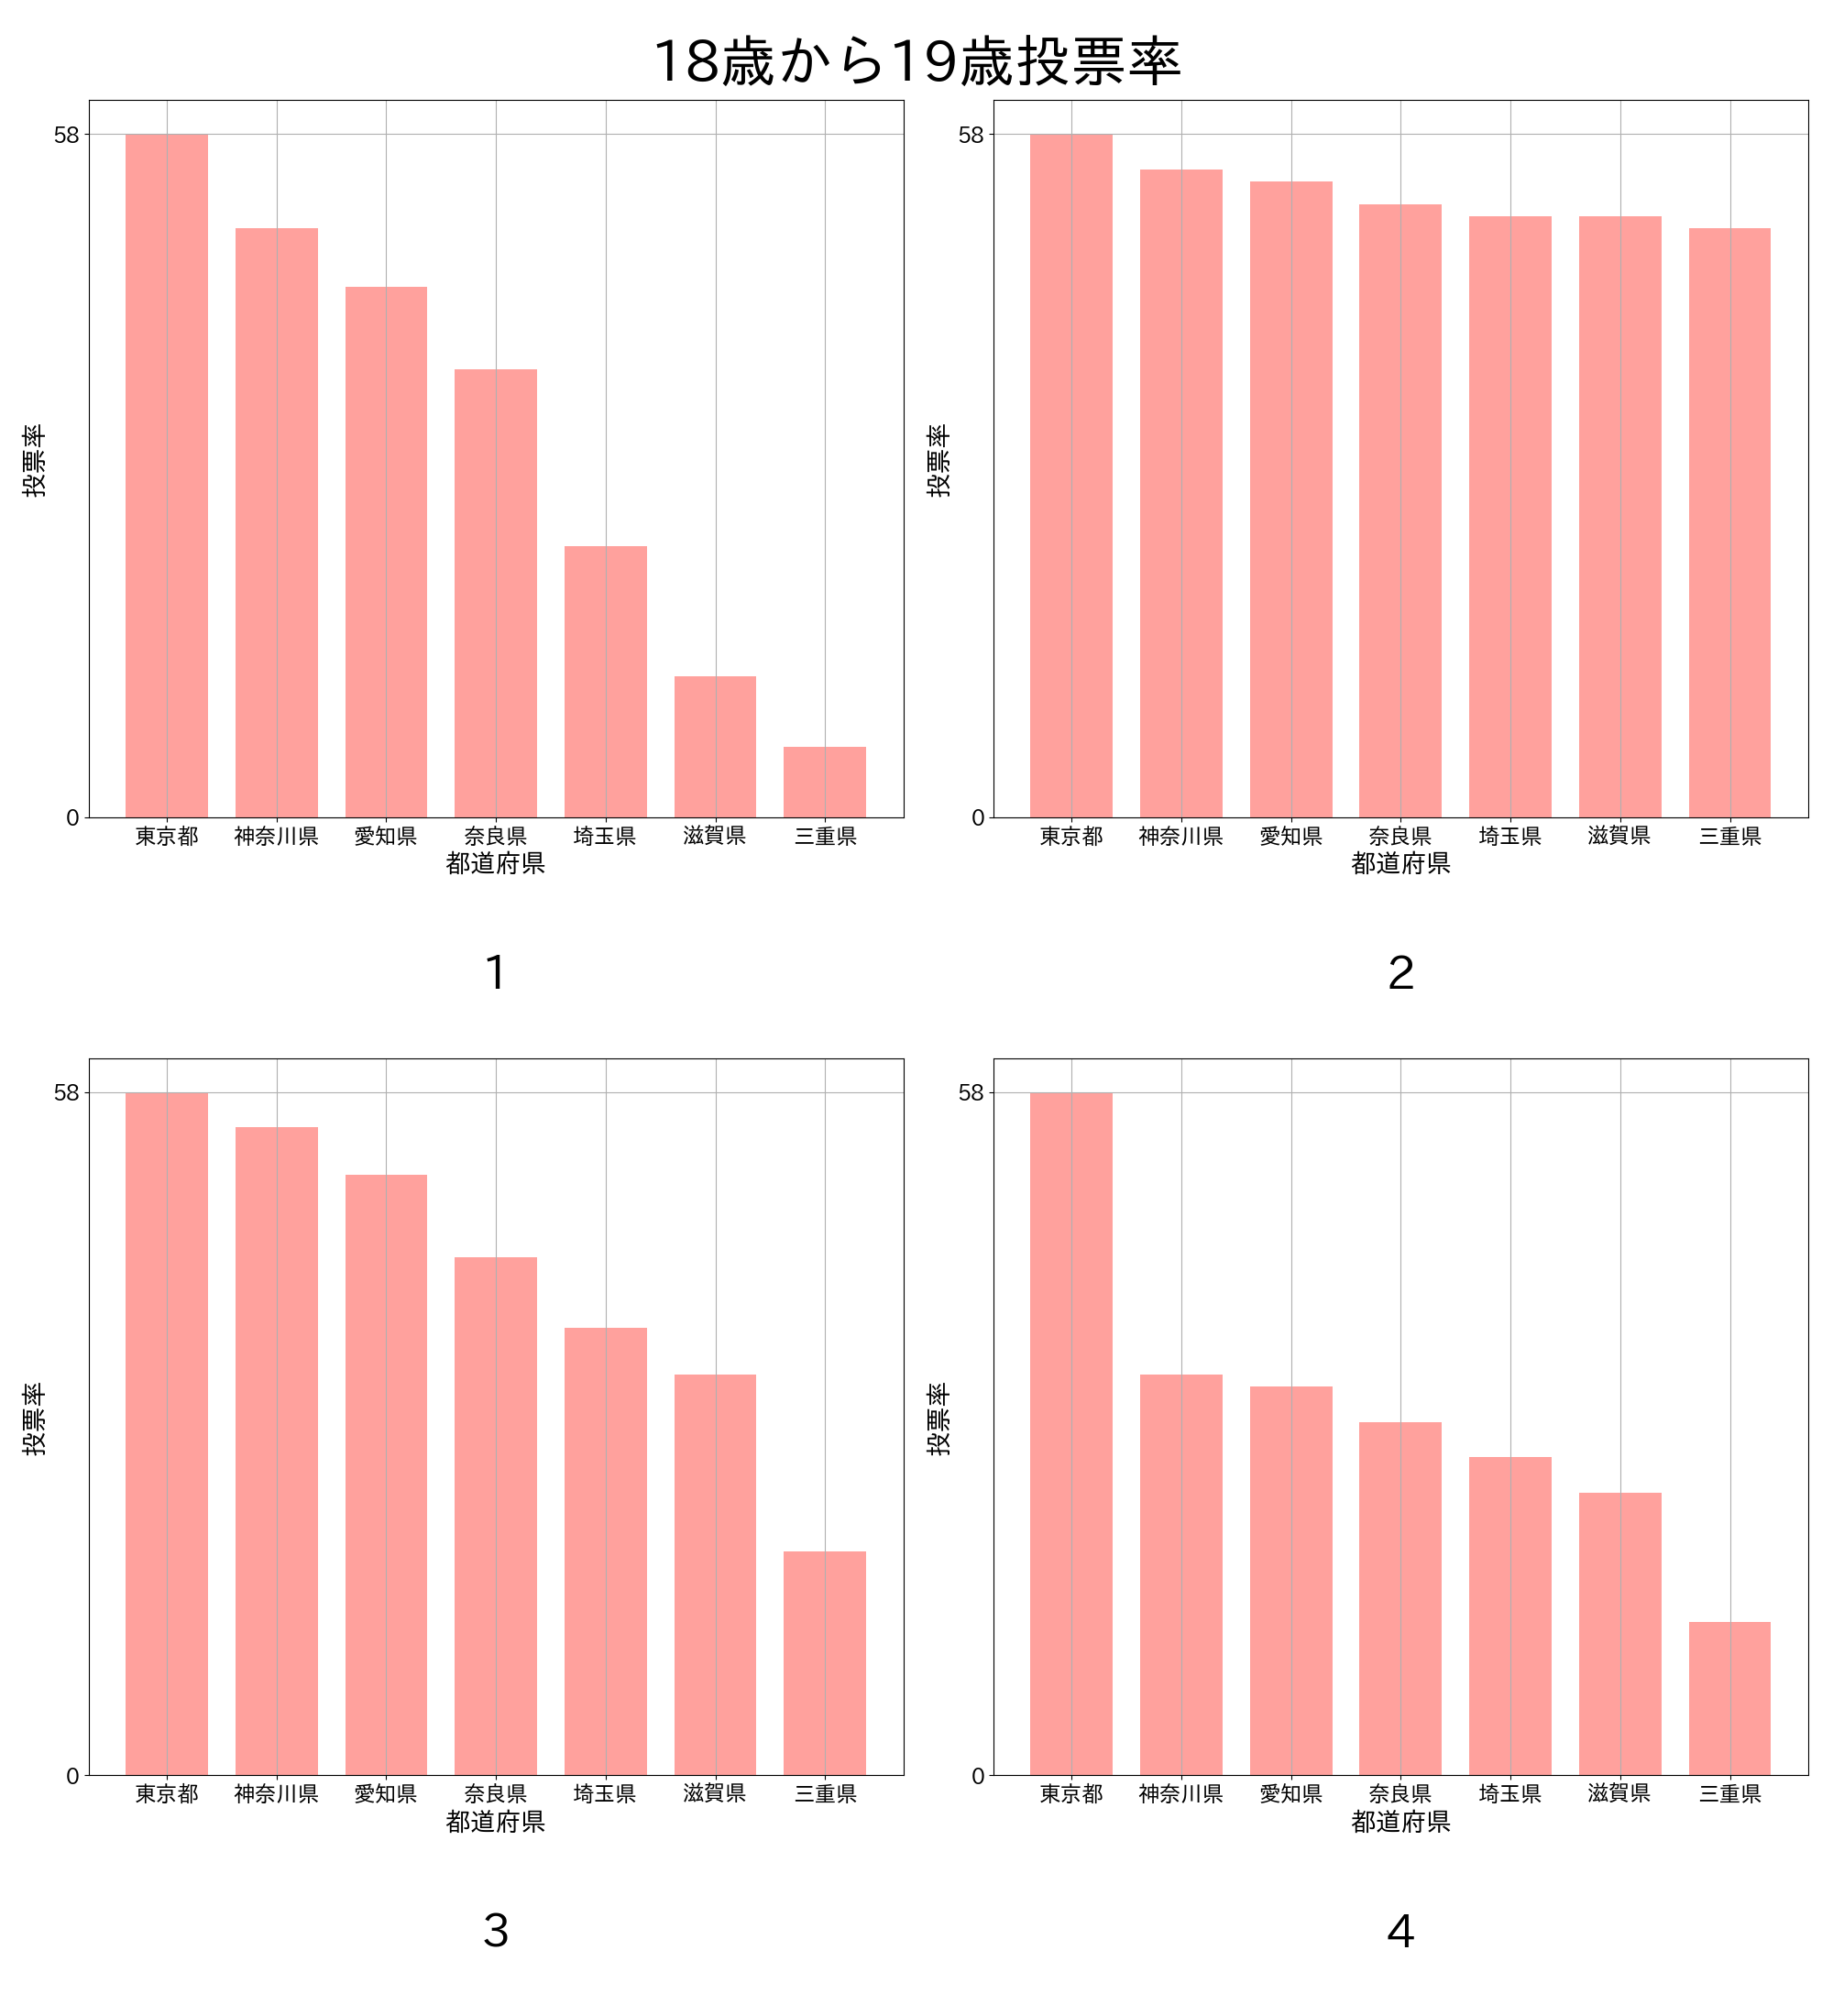 18歳から19歳投票率
58
0
投票率
東京都 神奈川県 愛知県 奈良県 埼玉県 滋賀県 三重県
都道府県
1
58
0
投票率
東京都 神奈川県 愛知県 奈良県 埼玉県 滋賀県 三重県
都道府県
2
58
0
投票率
東京都 神奈川県 愛知県 奈良県 埼玉県 滋賀県 三重県
都道府県
3
58
0
投票率
東京都 神奈川県 愛知県 奈良県 埼玉県 滋賀県 三重県
都道府県
4